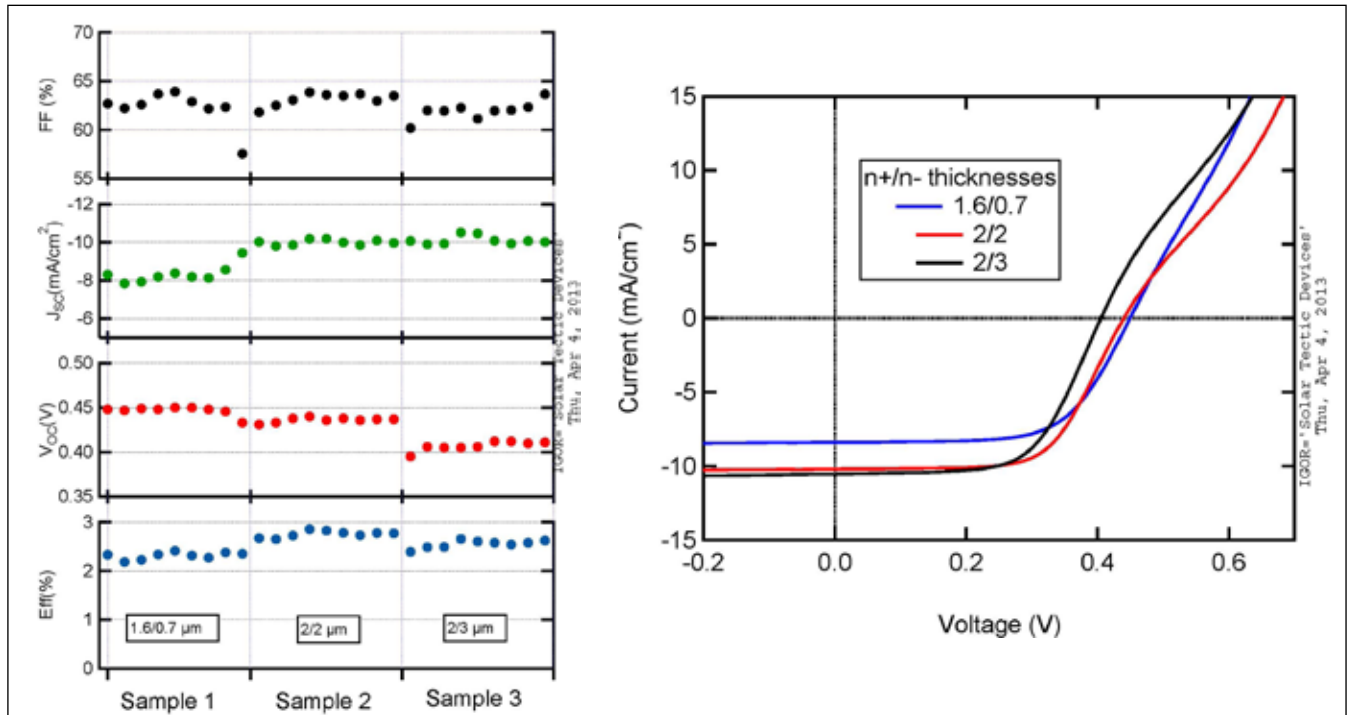 70
65
60
55
FF (%)
-12
-10
-8
-6
JSC(mA/cm2)
0.50
0.45
0.40
0.35
VOC(V)
3
2
1
0
Eff(%)
1.6/0.7 µm
2/2 µm
2/3 µm
Sample 1
Sample 2
Sample 3
IGOR='Solar Tectic Devices'
Thu, Apr 4, 2013
15
10
5
0
-5
-10
-15
Current (mA/cm
n+/n- thicknesses
1.6/0.7
2/2
2/3
-0.2
0.0
0.2
0.4
0.6
Voltage (V)
IGOR='Solar Tectic Devices'
Thu, Apr 4, 2013